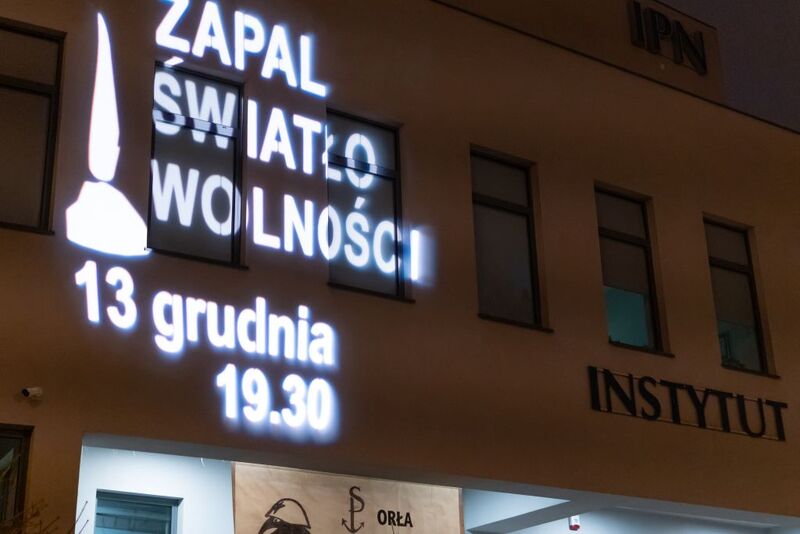 ZAPAL
ŚWIATŁO
WOLNOŚCI
13 grudnia
19.30
IPN
INSTYTUT
ORŁA